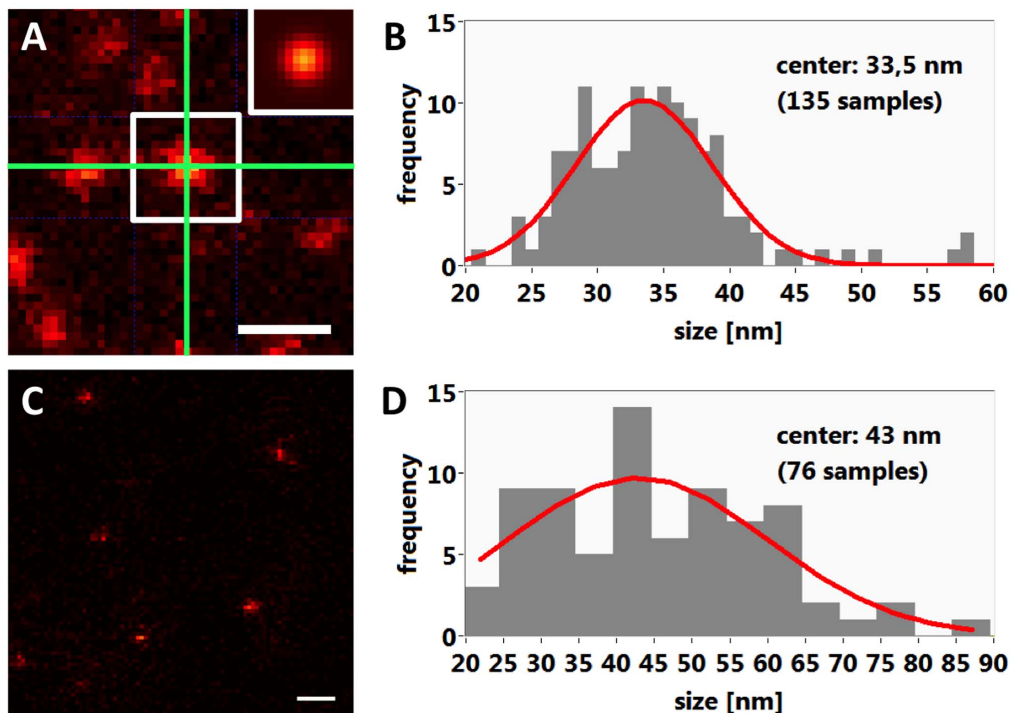 A
B
center: 33,5 nm
(135 samples)
frequency
15
10
5
0
20 25 30 35 40 45 50 55 60
size [nm]
C
D
center: 43 nm
(76 samples)
frequency
15
10
5
0
20 25 30 35 42 45 50 55 60 65 70 75 85 90
size [nm]